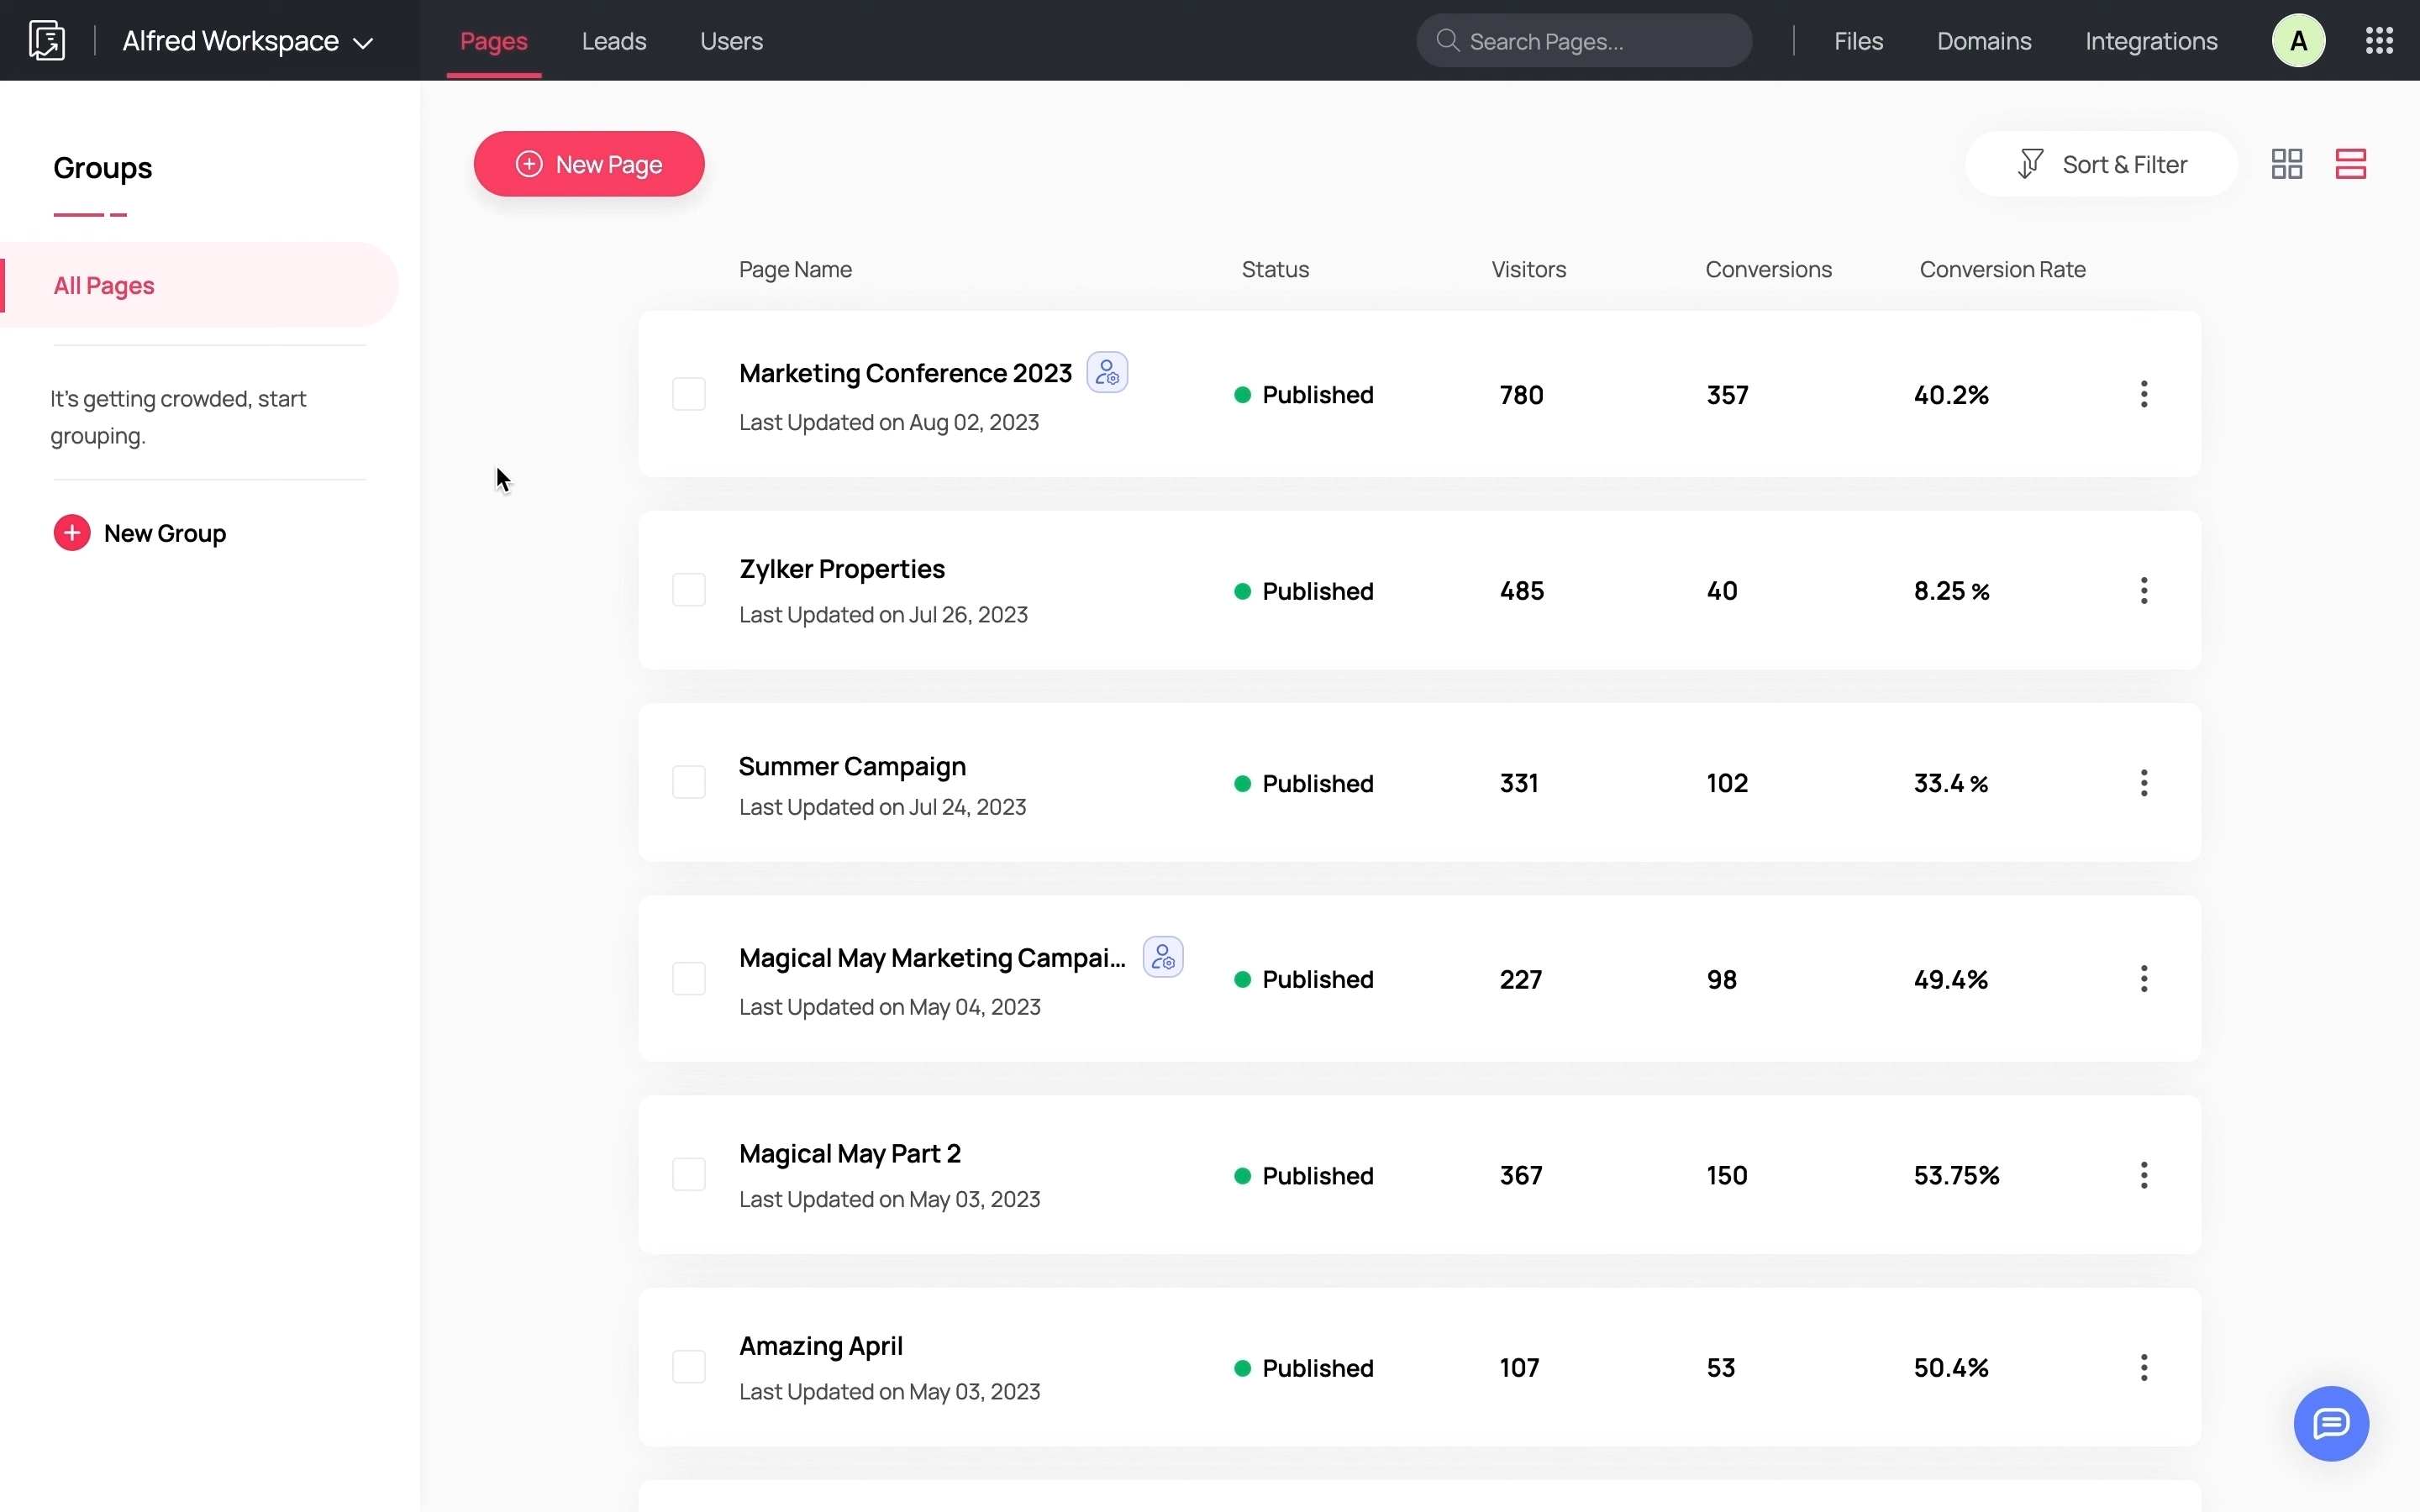 Alfred Workspace
Pages
Leads
Users
Search Pages...
Files
Domains
Integrations
A
Groups
All Pages
It's getting crowded, start
grouping.
New Group
New Page
Sort & Filter
Page Name
Status
Visitors
Conversions
Conversion Rate
Marketing Conference 2023
Last Updated on Aug 02, 2023
Published
780
357
40.2%
Zylker Properties
Last Updated on Jul 26, 2023
Published
485
40
8.25 %
Summer Campaign
Last Updated on Jul 24, 2023
Published
331
102
33.4 %
Magical May Marketing Campai...
Last Updated on May 04, 2023
Published
227
98
49.4%
Magical May Part 2
Last Updated on May 03, 2023
Published
367
150
53.75%
Amazing April
Last Updated on May 03, 2023
Published
107
53
50.4%